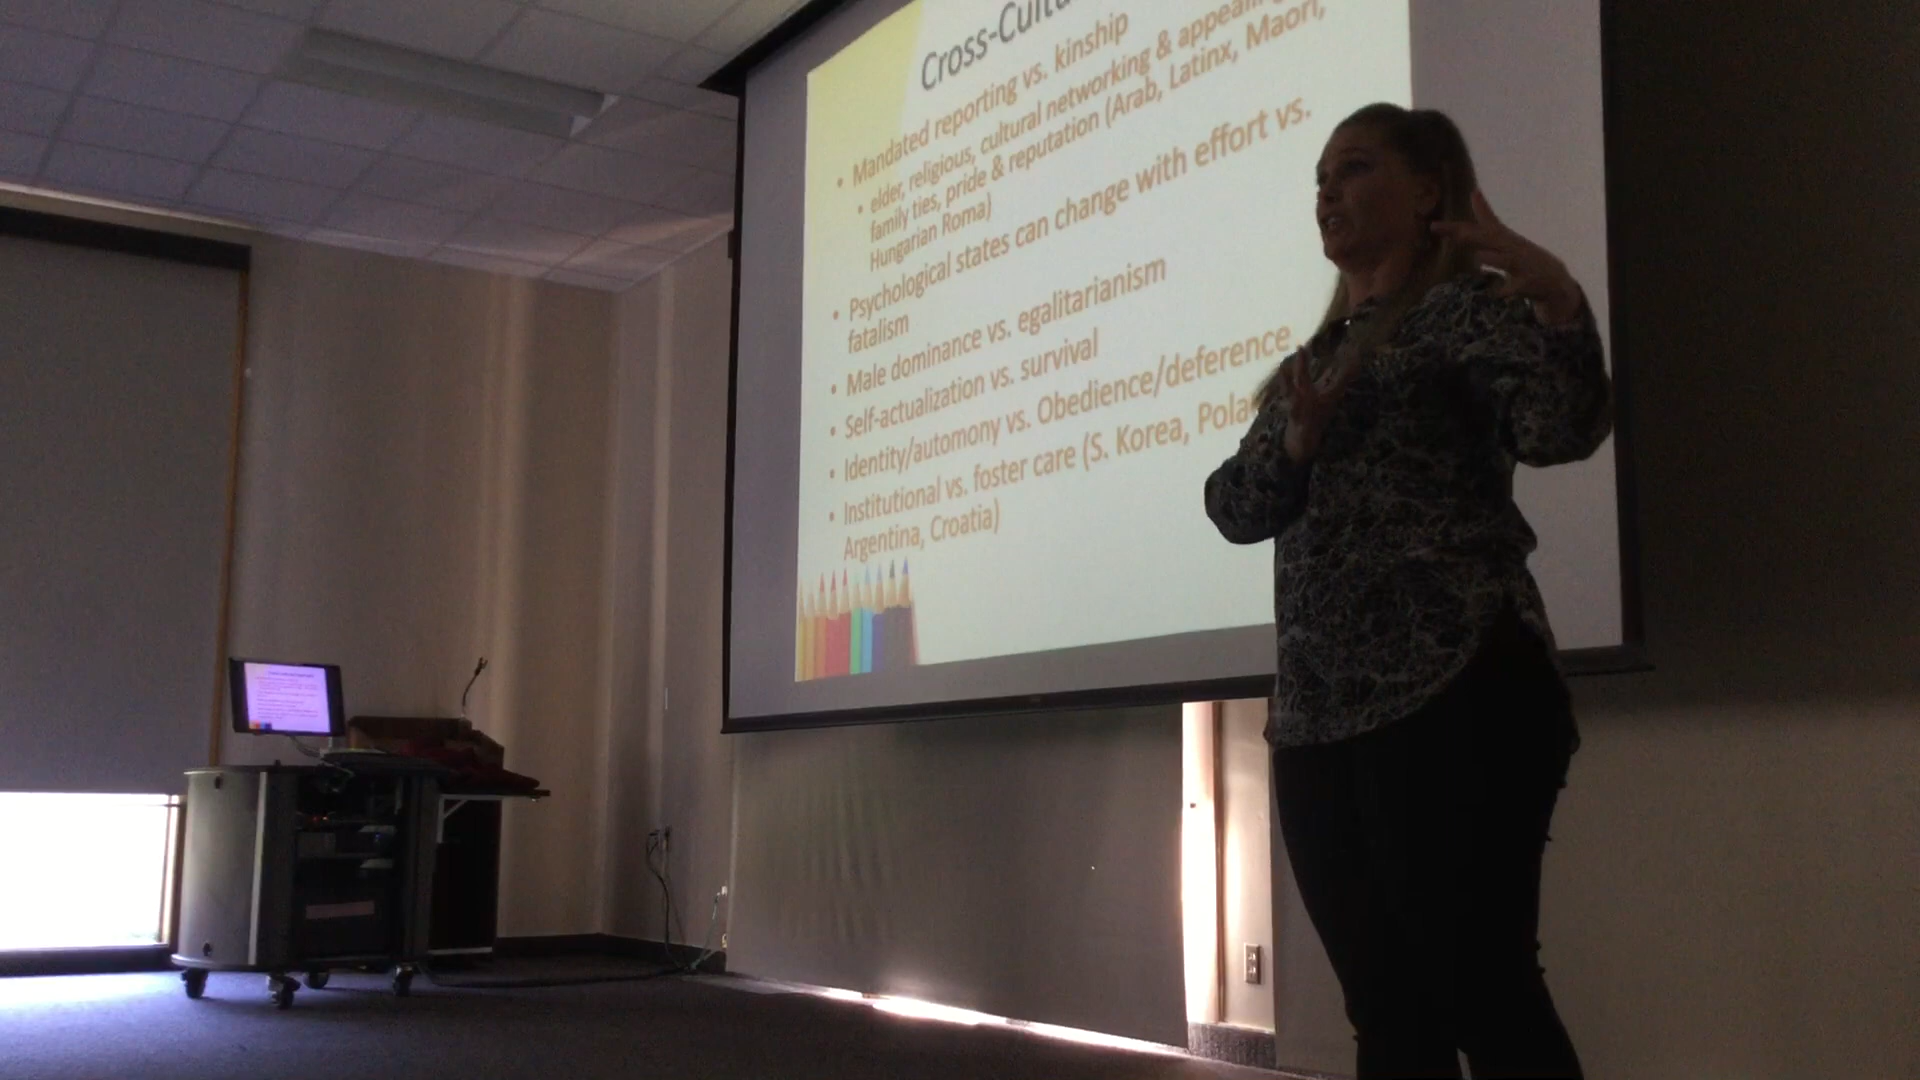 Cross-Cultu
• Mandated reporting vs. kinship
• elder, religious, cultural networking & appealing
family ties, pride & reputation (Arab, Latinx, Maori,
Hungarian Roma)
• Psychological states can change with effort vs.
fatalism
• Male dominance vs. egalitarianism
• Self-actualization vs. survival
• Identity/automony vs. Obedience/deference
• Institutional vs. foster care (S. Korea, Pola
Argentina, Croatia)